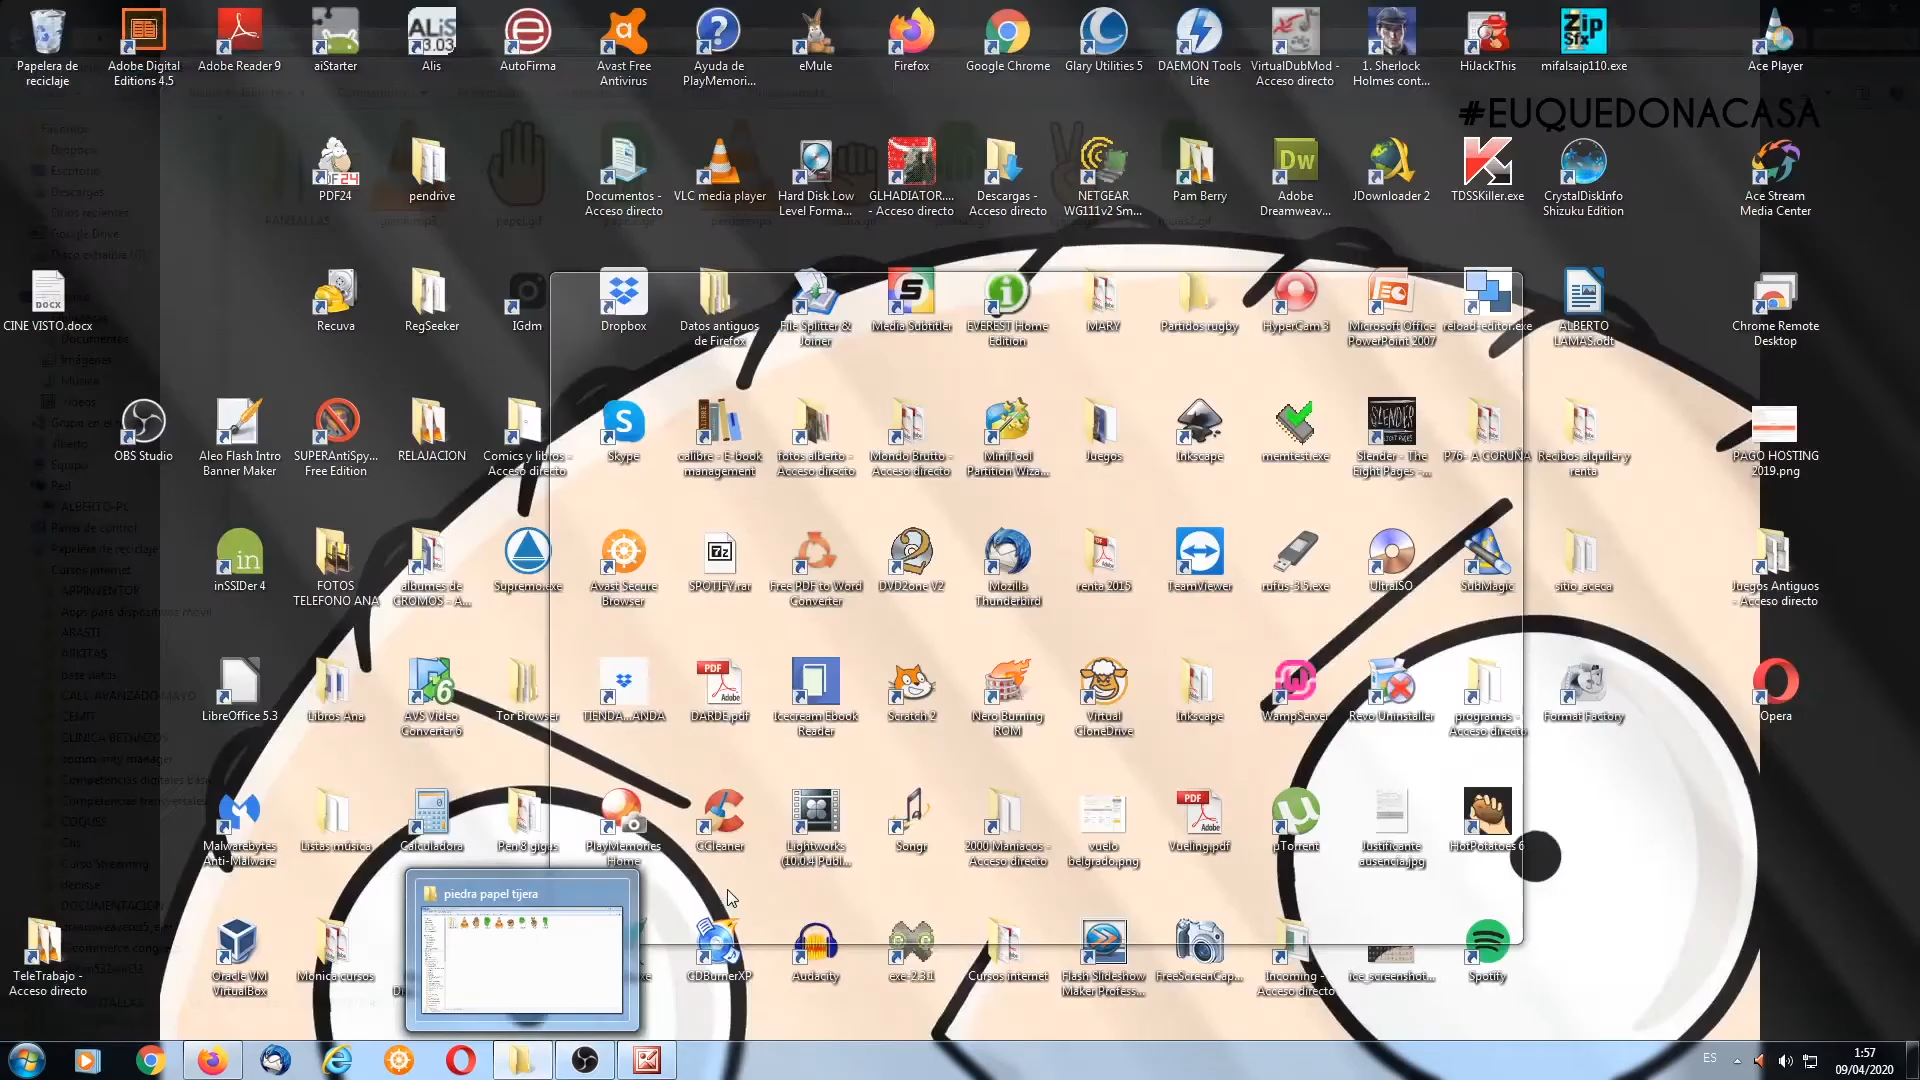 Papelera de reciclaje
Adobe Digital Editions 4.5
Adobe Reader 9
aiStarter
Alis
AutoFirma
Avast Free Antivirus
Ayuda de PlayMemori...
eMule
Firefox
Google Chrome
Glary Utilities 5
DAEMON Tools Lite
VirtualDubMod - Acceso directo
1. Sherlock Holmes cont...
HiJackThis
mifalsaip110.exe
Ace Player
#EUQUEDONACASA
PDF24
pendrive
Documentos - Acceso directo
VLC media player
Hard Disk Low Level Forma...
GLHADIATOR.... - Acceso directo
Descargas - Acceso directo
NETGEAR WG111v2 Sm...
Pam Berry
Adobe Dreamweav...
JDownloader 2
TDSSKiller.exe
CrystalDiskInfo Shizuku Edition
Ace Stream Media Center
CINE VISTO.docx
Recuva
RegSeeker
IGdm
Dropbox
Datos antiguos de Firefox
File Splitter & Joiner
Media Subtitler
EVEREST Home Edition
MARY
Partidos rugby
HyperCam 3
Microsoft Office PowerPoint 2007
reload-editor.exe
ALBERTO LAMAS.odt
Chrome Remote Desktop
OBS Studio
Aleo Flash Intro Banner Maker
SUPERAntiSpy... Free Edition
RELAJACION
Comics y libros - Acceso directo
Skype
calibre - E-book management
fotos alberto - Acceso directo
Mondo Brutto - Acceso directo
MiniTool Partition Wiza...
Juegos
Inkscape
memtest.exe
Slender - The Eight Pages -...
P76- A CORUÑA
Recibos alquiler y renta
PAGO HOSTING 2019.png
inSSIDer 4
FOTOS TELEFONO ANA
albumes de CROMOS - A...
Supremo.exe
Avast Secure Browser
SPOTIFY.rar
Free PDF to Word Converter
DVD2one V2
Mozilla Thunderbird
renta 2015
TeamViewer
rufus-3.5.exe
UltraISO
SubMagic
sitio_aceca
Juegos Antiguos - Acceso directo
LibreOffice 5.3
Libros Ana
AVS Video Converter 6
Tor Browser
TIENDA...ANDA
DARDE.pdf
Icecream Ebook Reader
Scratch 2
Nero Burning ROM
Virtual CloneDrive
Inkscape
WampServer
Revo Uninstaller
programas - Acceso directo
Format Factory
Opera
Malwarebytes Anti-Malware
Listas musica
Calculadora
Pen 8 gigas
PlayMemories Home
CCleaner
Lightworks (10.0.4 Publ...
Songr
2000 Maniacos - Acceso directo
vuelo belgrado.png
Vueling.pdf
µTorrent
Justificante ausencia.jpg
HotPotatoes 6
piedra papel tijera
TeleTrabajo - Acceso directo
Oracle VM VirtualBox
Monica cursos
CDBurnerXP
Audacity
exe-2.3.1
Cursos internet
Flash Slideshow Maker Profess...
FreeScreenCap...
Incoming - Acceso directo
ice_screenshot...
Spotify
ES
1:57
09/04/2020